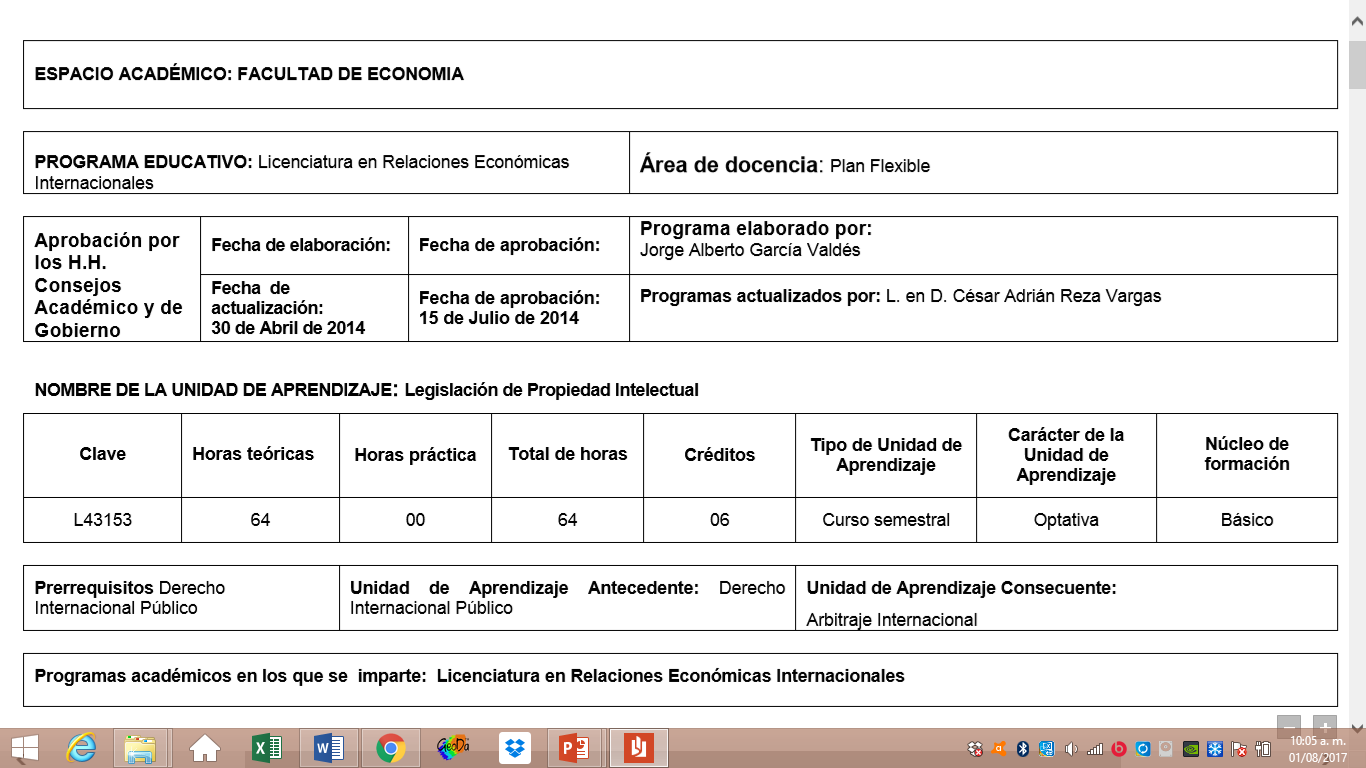 ESPACIO ACADÉMICO: FACULTAD DE ECONOMIA
PROGRAMA EDUCATIVO: Licenciatura en Relaciones Económicas
Internacionales
Área de docencia: Plan Flexible
Aprobación por
los H.H.
Consejos
Académico y de
Gobierno
Fecha de elaboración:
Fecha de aprobación:
Programa elaborado por:
Jorge Alberto García Valdés
Fecha de
actualización:
30 de Abril de 2014
Fecha de aprobación:
15 de Julio de 2014
Programas actualizados por: L. en D. César Adrián Reza Vargas
NOMBRE DE LA UNIDAD DE APRENDIZAJE: Legislación de Propiedad Intelectual
Clave
Horas teóricas
Horas práctica
Total de horas
Créditos
Tipo de Unidad de
Aprendizaje
Carácter de la
Unidad de
Aprendizaje
Núcleo de
formación
L43153
64
00
64
06
Curso semestral
Optativa
Básico
Prerrequisitos Derecho
Internacional Público
Unidad de Aprendizaje Antecedente: Derecho
Internacional Público
Unidad de Aprendizaje Consecuente:
Arbitraje Internacional
Programas académicos en los que se imparte: Licenciatura en Relaciones Económicas Internacionales
GeoDa
10:05 a. m.
01/08/2017